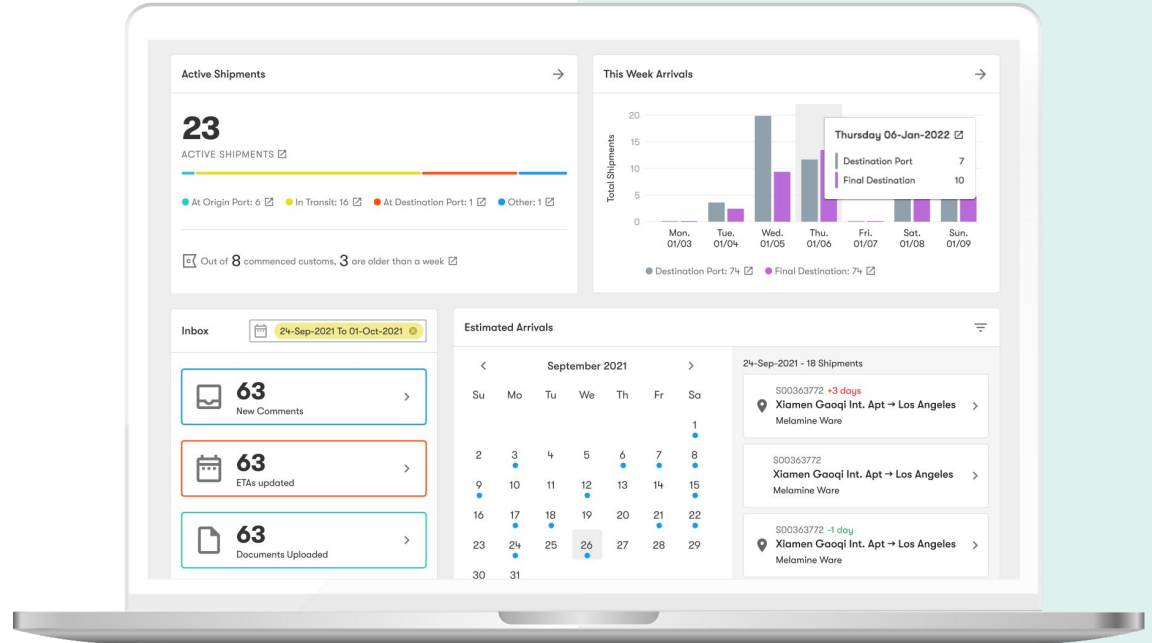 Active Shipments
23
ACTIVE SHIPMENTS
At Origin Port: 6 In Transit: 16 At Destination Port: 1 Other: 1
Out of 8 commenced customs, 3 are older than a week
This Week Arrivals
Total Shipments
20
15
10
5
0
Thursday 06-Jan-2022
Destination Port 7
Final Destination 10
Mon. Tue. Wed. Thu. Fri. Sat. Sun.
01/03 01/04 01/05 01/06 01/07 01/08 01/09
Destination Port: 74 Final Destination: 74
Inbox 24-Sep-2021 To 01-Oct-2021
63
New Comments
63
ETAs updated
63
Documents Uploaded
Estimated Arrivals
September 2021
Su Mo Tu We Th Fr Sa
1
2 3 4 5 6 7 8
9 10 11 12 13 14 15
16 17 18 19 20 21 22
23 24 25 26 27 28 29
30 31
24-Sep-2021 - 18 Shipments
S00363772 +3 days
Xiamen Gaoqi Int. Apt → Los Angeles
Melamine Ware
S00363772
Xiamen Gaoqi Int. Apt → Los Angeles
Melamine Ware
S00363772 -1 day
Xiamen Gaoqi Int. Apt → Los Angeles
Melamine Ware